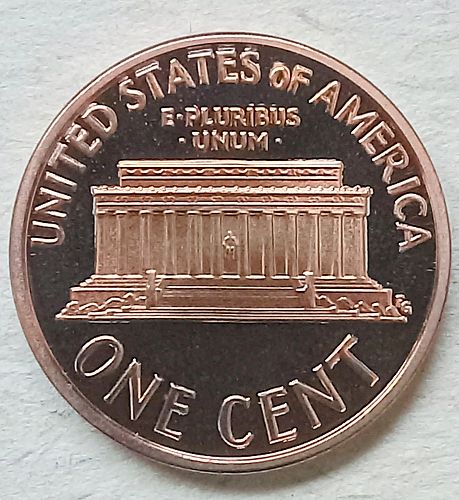 UNITED STATES OF AMERICA
E·PLURIBUS
·UNUM·
ONE CENT